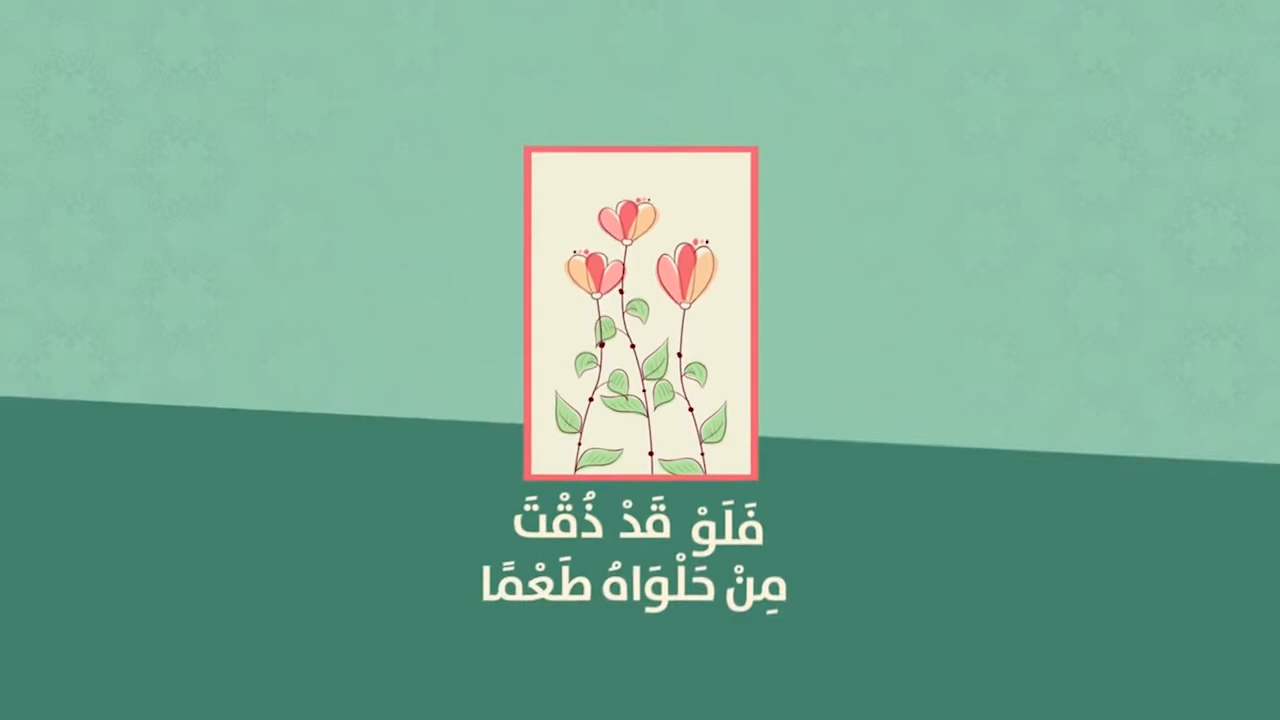 فَلَوْ قَدْ ذُقْتَ
مِنْ حَلْوَاهُ طَعْمًا